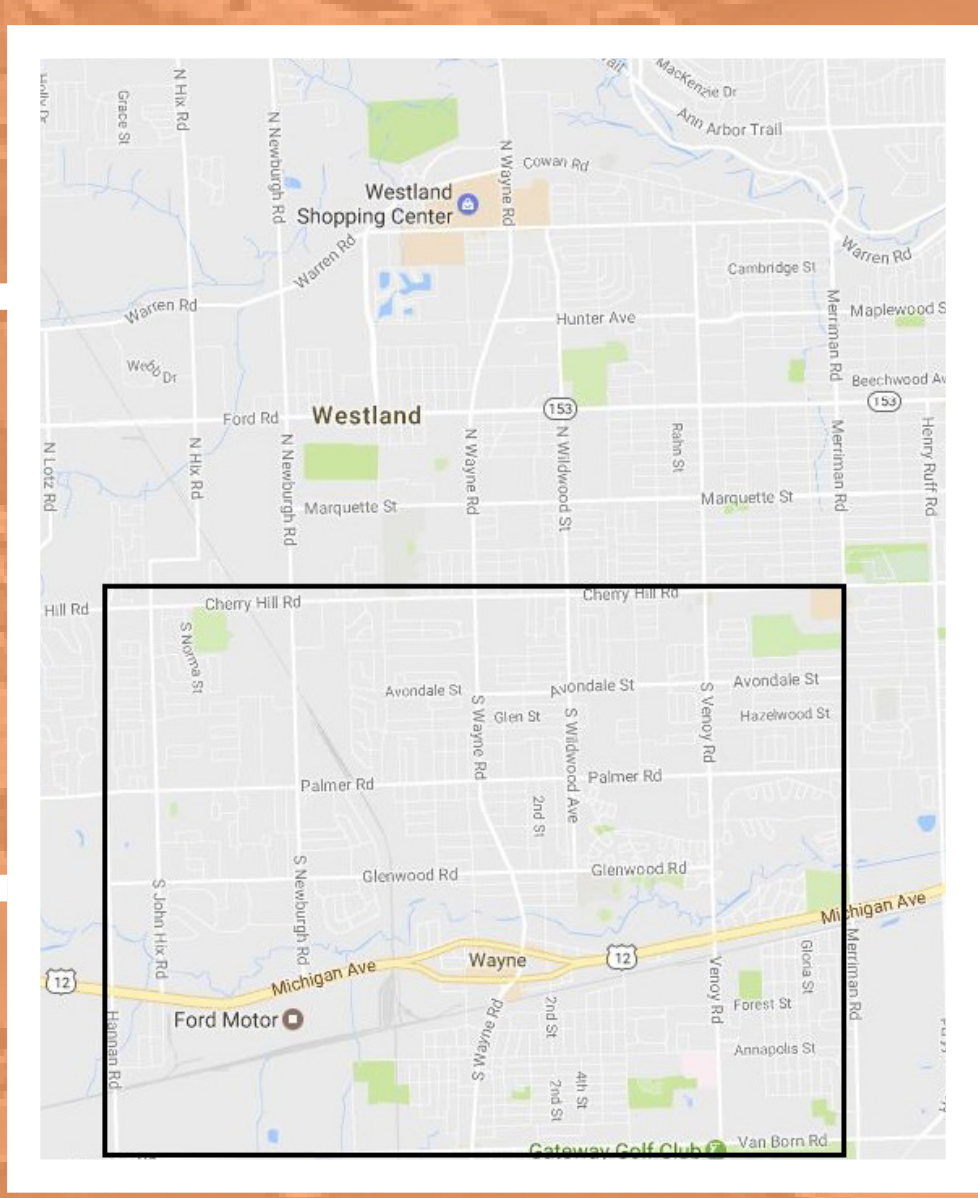 MacKenzie Dr
Ann Arbor Trail
Grace St
N Hix Rd
N Newburgh Rd
N Wayne Rd
Cowan Rd
Westland
Shopping Center
Warren Rd
Warren Rd
Cambridge St
Warren Rd
Merriman Rd
Maplewood S
Hunter Ave
Webb Dr
Beechwood Av
153
153
Ford Rd
Westland
N Lotz Rd
N Hix Rd
N Newburgh Rd
N Wayne Rd
N Wildwood St
Rahn St
Merriman Rd
Henry Ruff Rd
Marquette St
Marquette St
Hill Rd
Cherry Hill Rd
Cherry Hill Rd
S Norma St
Avondale St
Avondale St
Avondale St
S Wayne Rd
Glen St
S Wildwood Ave
S Venoy Rd
Hazelwood St
Palmer Rd
Palmer Rd
2nd St
Glenwood Rd
Glenwood Rd
S John Hix Rd
S Newburgh Rd
Michigan Ave
Michigan Ave
Wayne
12
12
Gloria St
Merriman Rd
Venoy Rd
Ford Motor
Hannan Rd
S Wayne Rd
2nd St
Forest St
Annapolis St
4th St
2nd St
Gateway Golf Club
Van Born Rd